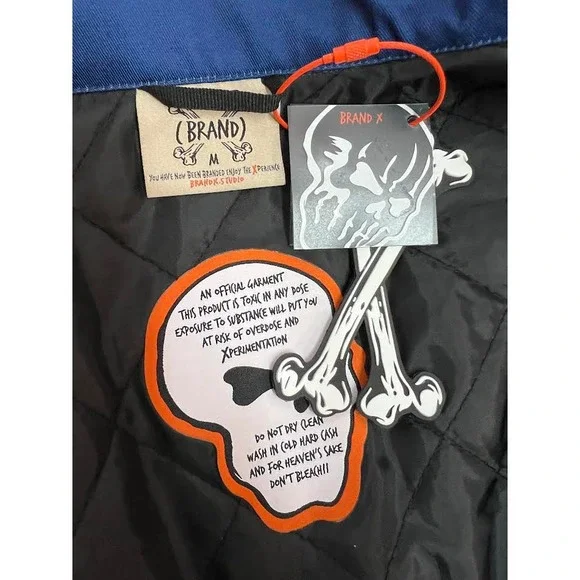 BRAND X
(BRAND)
M
YOU HAVE NOW BEEN BRANDED ENJOY THE XPERIENCE
BRANDX.STUDIO
AN OFFICIAL GARMENT
THIS PRODUCT IS TOXIC IN ANY DOSE
EXPOSURE TO SUBSTANCE WILL PUT YOU
AT RISK OF OVERDOSE AND
XPERIMENTATION
DO NOT DRY CLEAN
WASH IN COLD HARD CASH
AND FOR HEAVEN'S SAKE
DON'T BLEACH!!